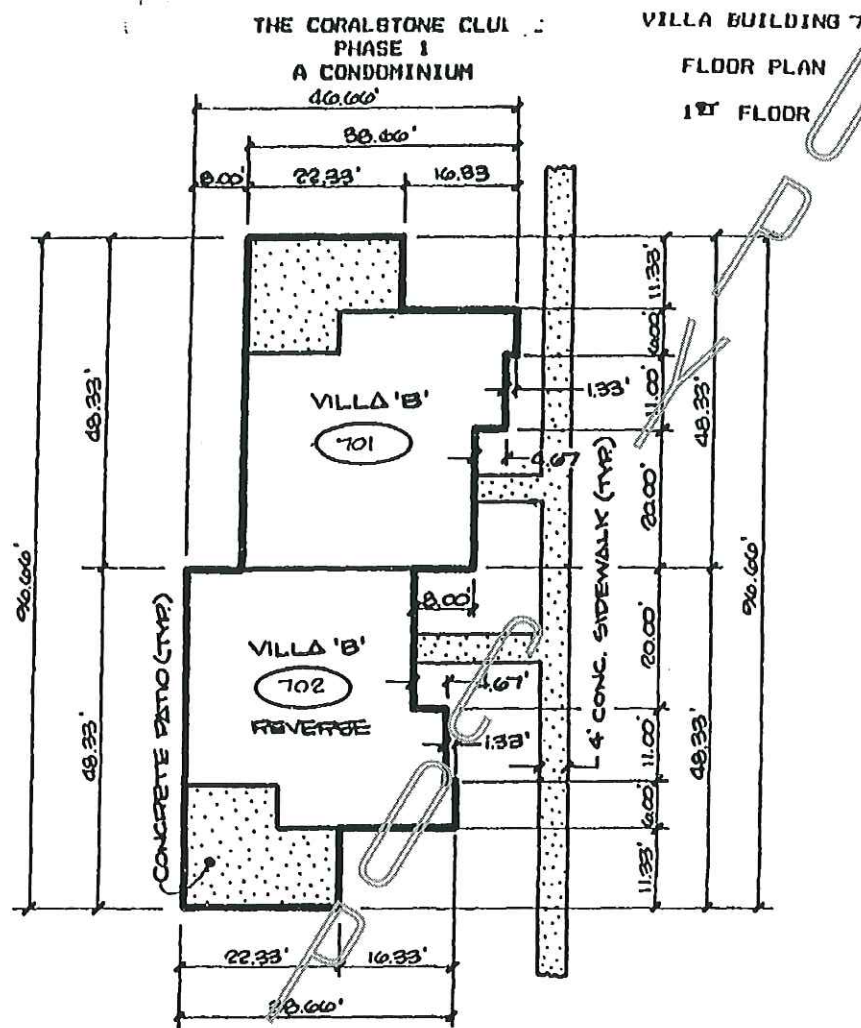 THE CORALSTONE CLU
PHASE 1
A CONDOMINIUM
VILLA BUILDING 7
FLOOR PLAN
1ST FLOOR
46.66'
38.66'
8.00'
22.33'
16.33
11.33'
6.00'
11.00'
1.33'
48.33'
48.33'
VILLA 'B'
701
4.67
20.00'
96.66'
96.66'
8.00'
4' CONC. SIDEWALK (TYP.)
VILLA 'B'
702
REVERSE
.67'
20.00'
1.33'
11.00'
48.33'
48.33'
6.00'
CONCRETE PATIO (TYP.)
11.33'
22.33'
16.33'
38.66'